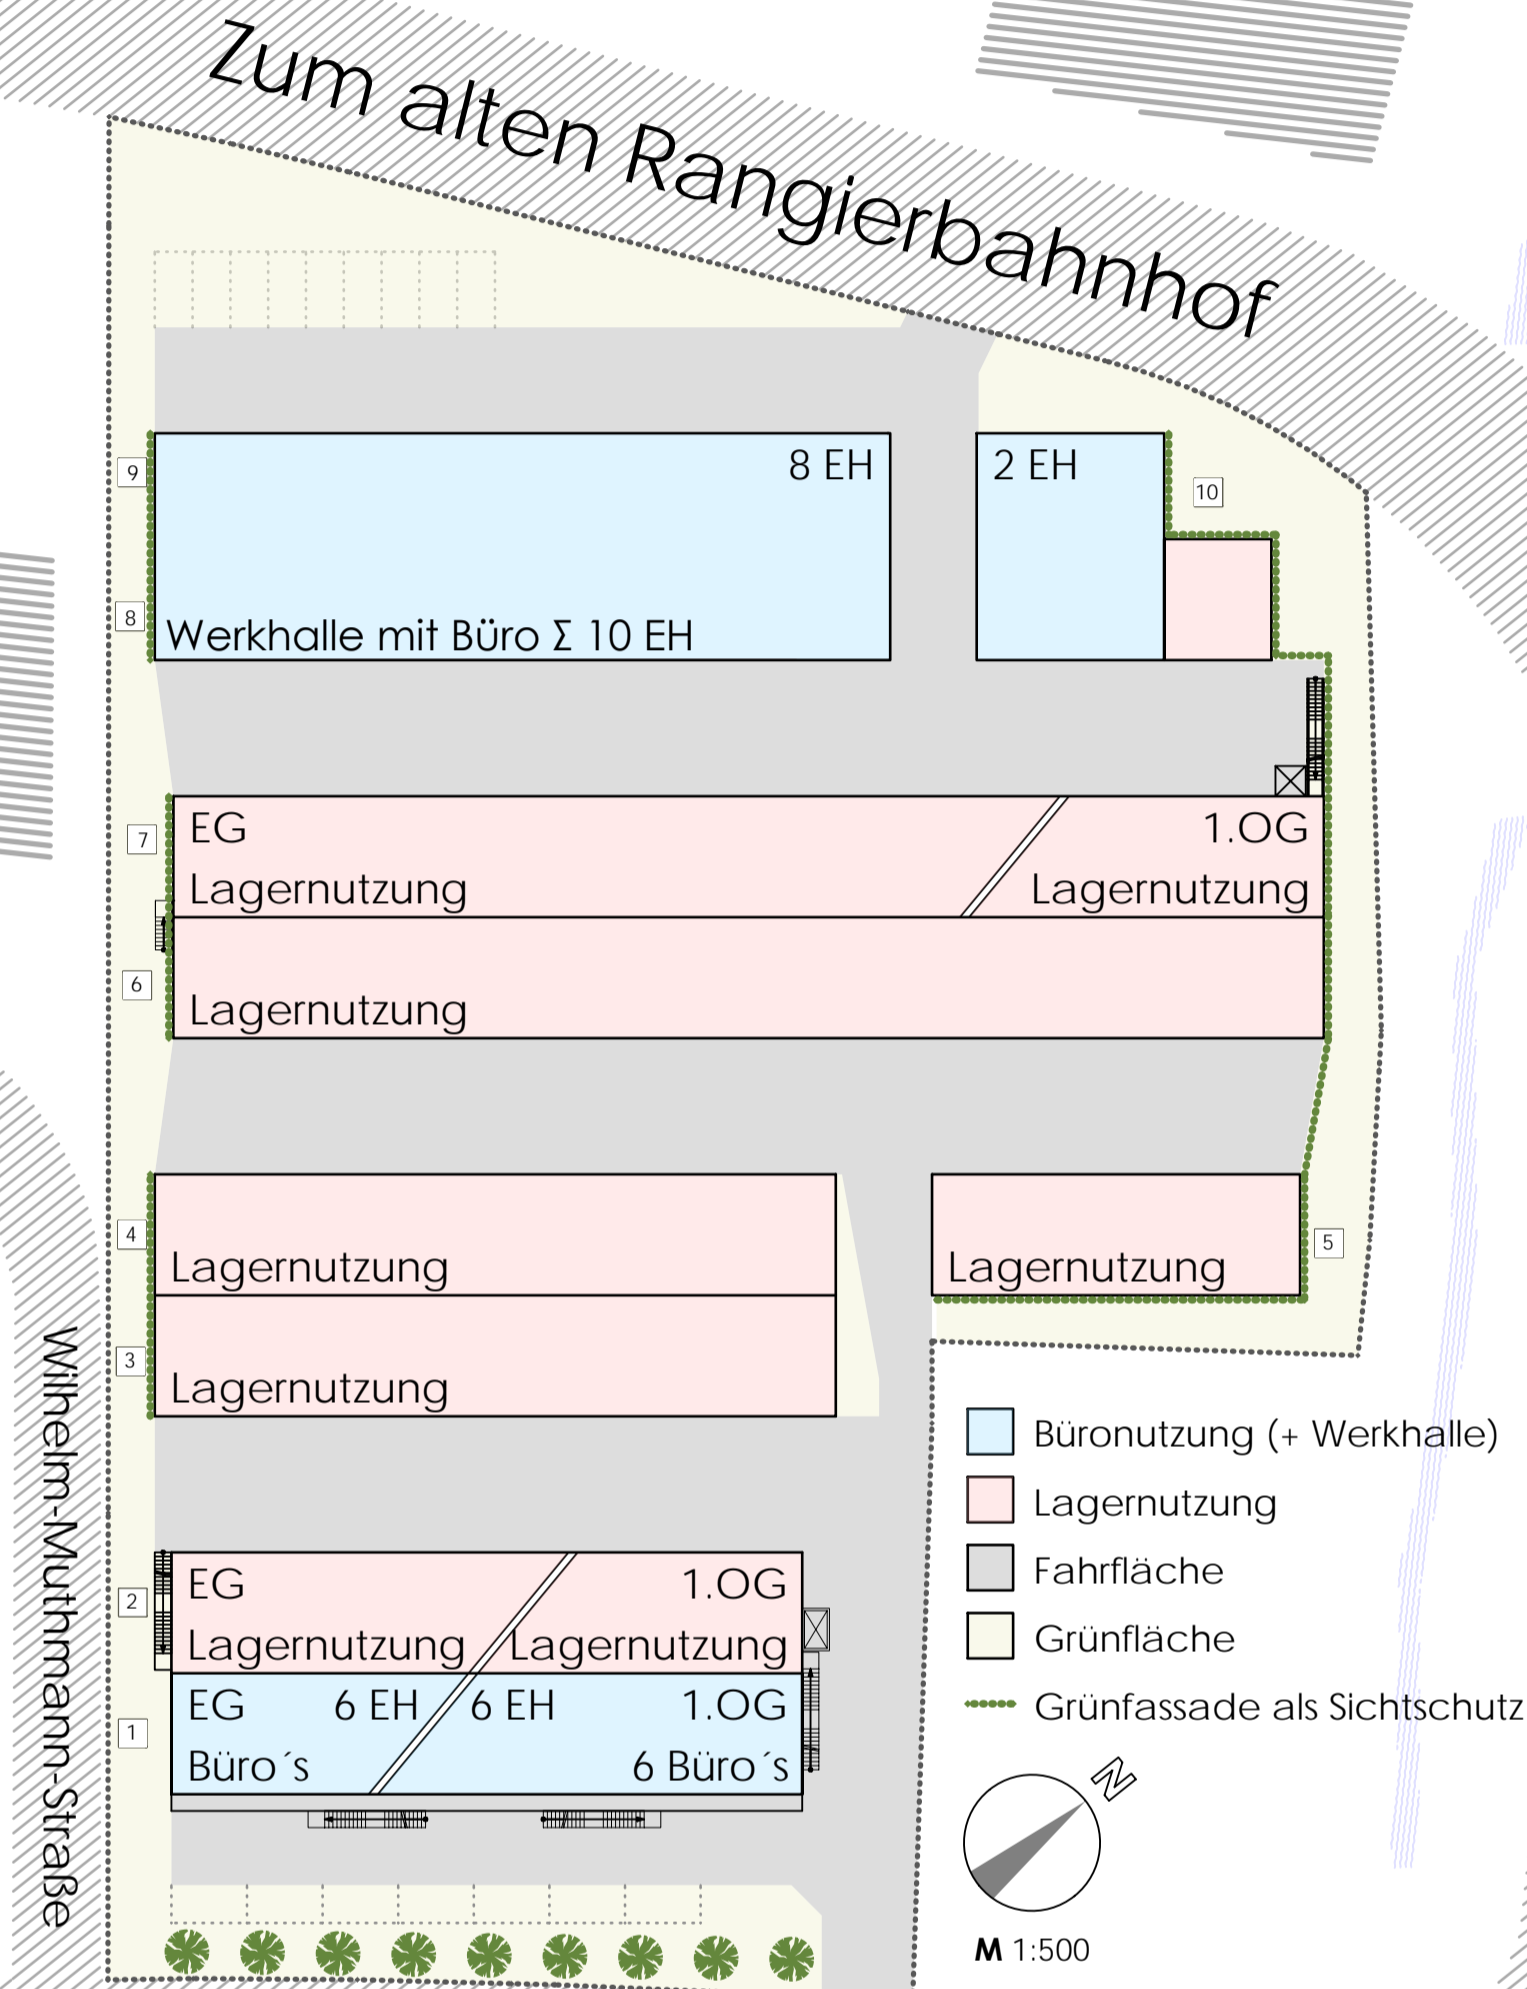 Zum alten Rangierbahnhof
9
8 EH
2 EH
10
8
Werkhalle mit Büro Σ 10 EH
7
EG
1.OG
Lagernutzung
Lagernutzung
6
Lagernutzung
4
Lagernutzung
Lagernutzung
5
3
Lagernutzung
Wilhelm-Muthmann-Straße
Büronutzung (+ Werkhalle)
Lagernutzung
Fahrfläche
Grünfläche
Grünfassade als Sichtschutz
2
EG
1.OG
Lagernutzung
Lagernutzung
1
EG
6 EH
6 EH
1.OG
Büro´s
6 Büro´s
N
M 1:500